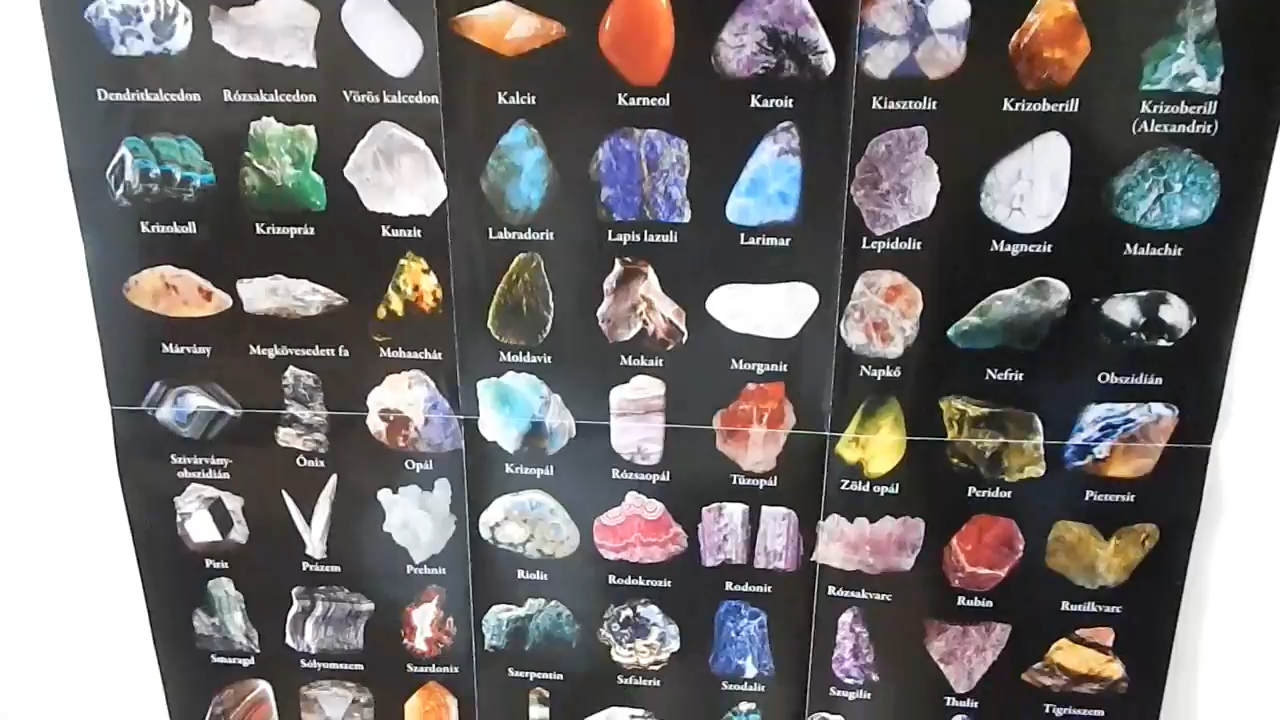 Dendritkalcedon Rózsakalcedon Vörös kalcedon Kalcit Karneol Karoit Kiasztolit Krizoberill Krizoberill
(Alexandrit)
Krizokoll Krizopráz Kunzit Labradorit Lapis lazuli Larimar Lepidolit Magnezit Malachit
Márvány Megkövesedett fa Mohaachát Moldavit Mokait Morganit Napkő Nefrit Obszidián
Szivárvány-
obszidián
Ónix Opál Krizopál Rózsaopál Tűzopál Zöld opál Peridot Pietersit
Pirit Prázem Prehnit Riolit Rodokrozit Rodonit Rózsakvarc Rubin Rutilkvarc
Smaragd Sólyomszem Szardonix Szerpentin Szfalerit Szodalit Szugilit Thulit Tigrisszem